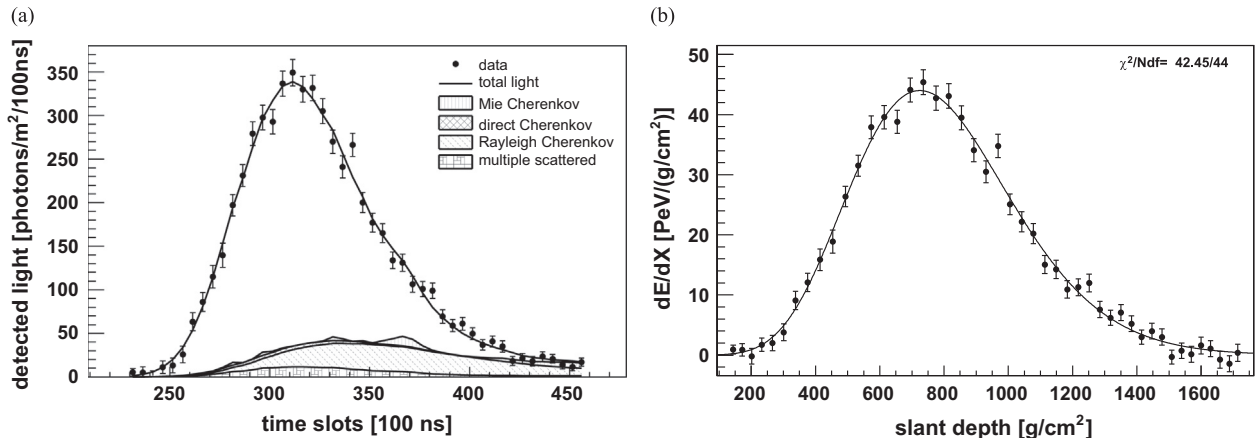 (a)
detected light [photons/m²/100ns]
350
300
250
200
150
100
50
0
data
total light
Mie Cherenkov
direct Cherenkov
Rayleigh Cherenkov
multiple scattered
250 300 350 400 450
time slots [100 ns]
(b)
dE/dX [PeV/(g/cm²)]
50
40
30
20
10
0
χ²/Ndf= 42.45/44
200 400 600 800 1000 1200 1400 1600
slant depth [g/cm²]